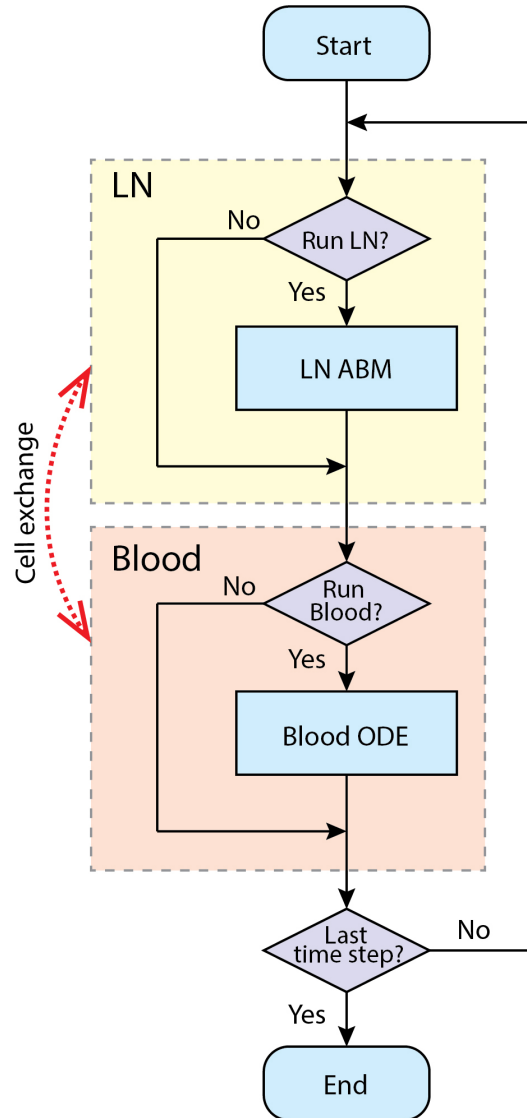 Start
LN
No
Run LN?
Yes
LN ABM
Cell exchange
Blood
No
Run
Blood?
Yes
Blood ODE
Last
time step?
No
Yes
End